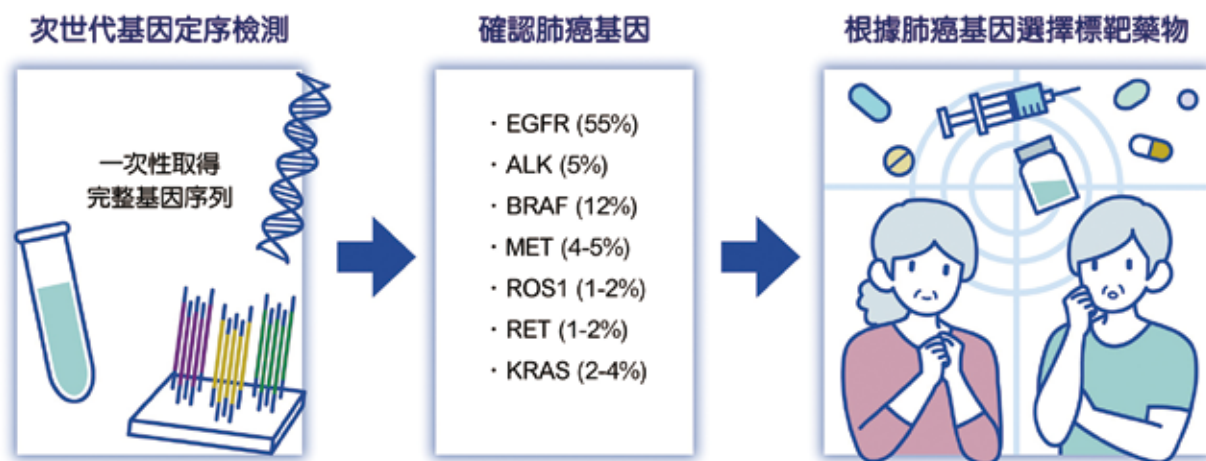 次世代基因定序檢測
一次性取得
完整基因序列
確認肺癌基因
· EGFR (55%)
· ALK (5%)
· BRAF (12%)
· MET (4-5%)
· ROS1 (1-2%)
· RET (1-2%)
· KRAS (2-4%)
根據肺癌基因選擇標靶藥物